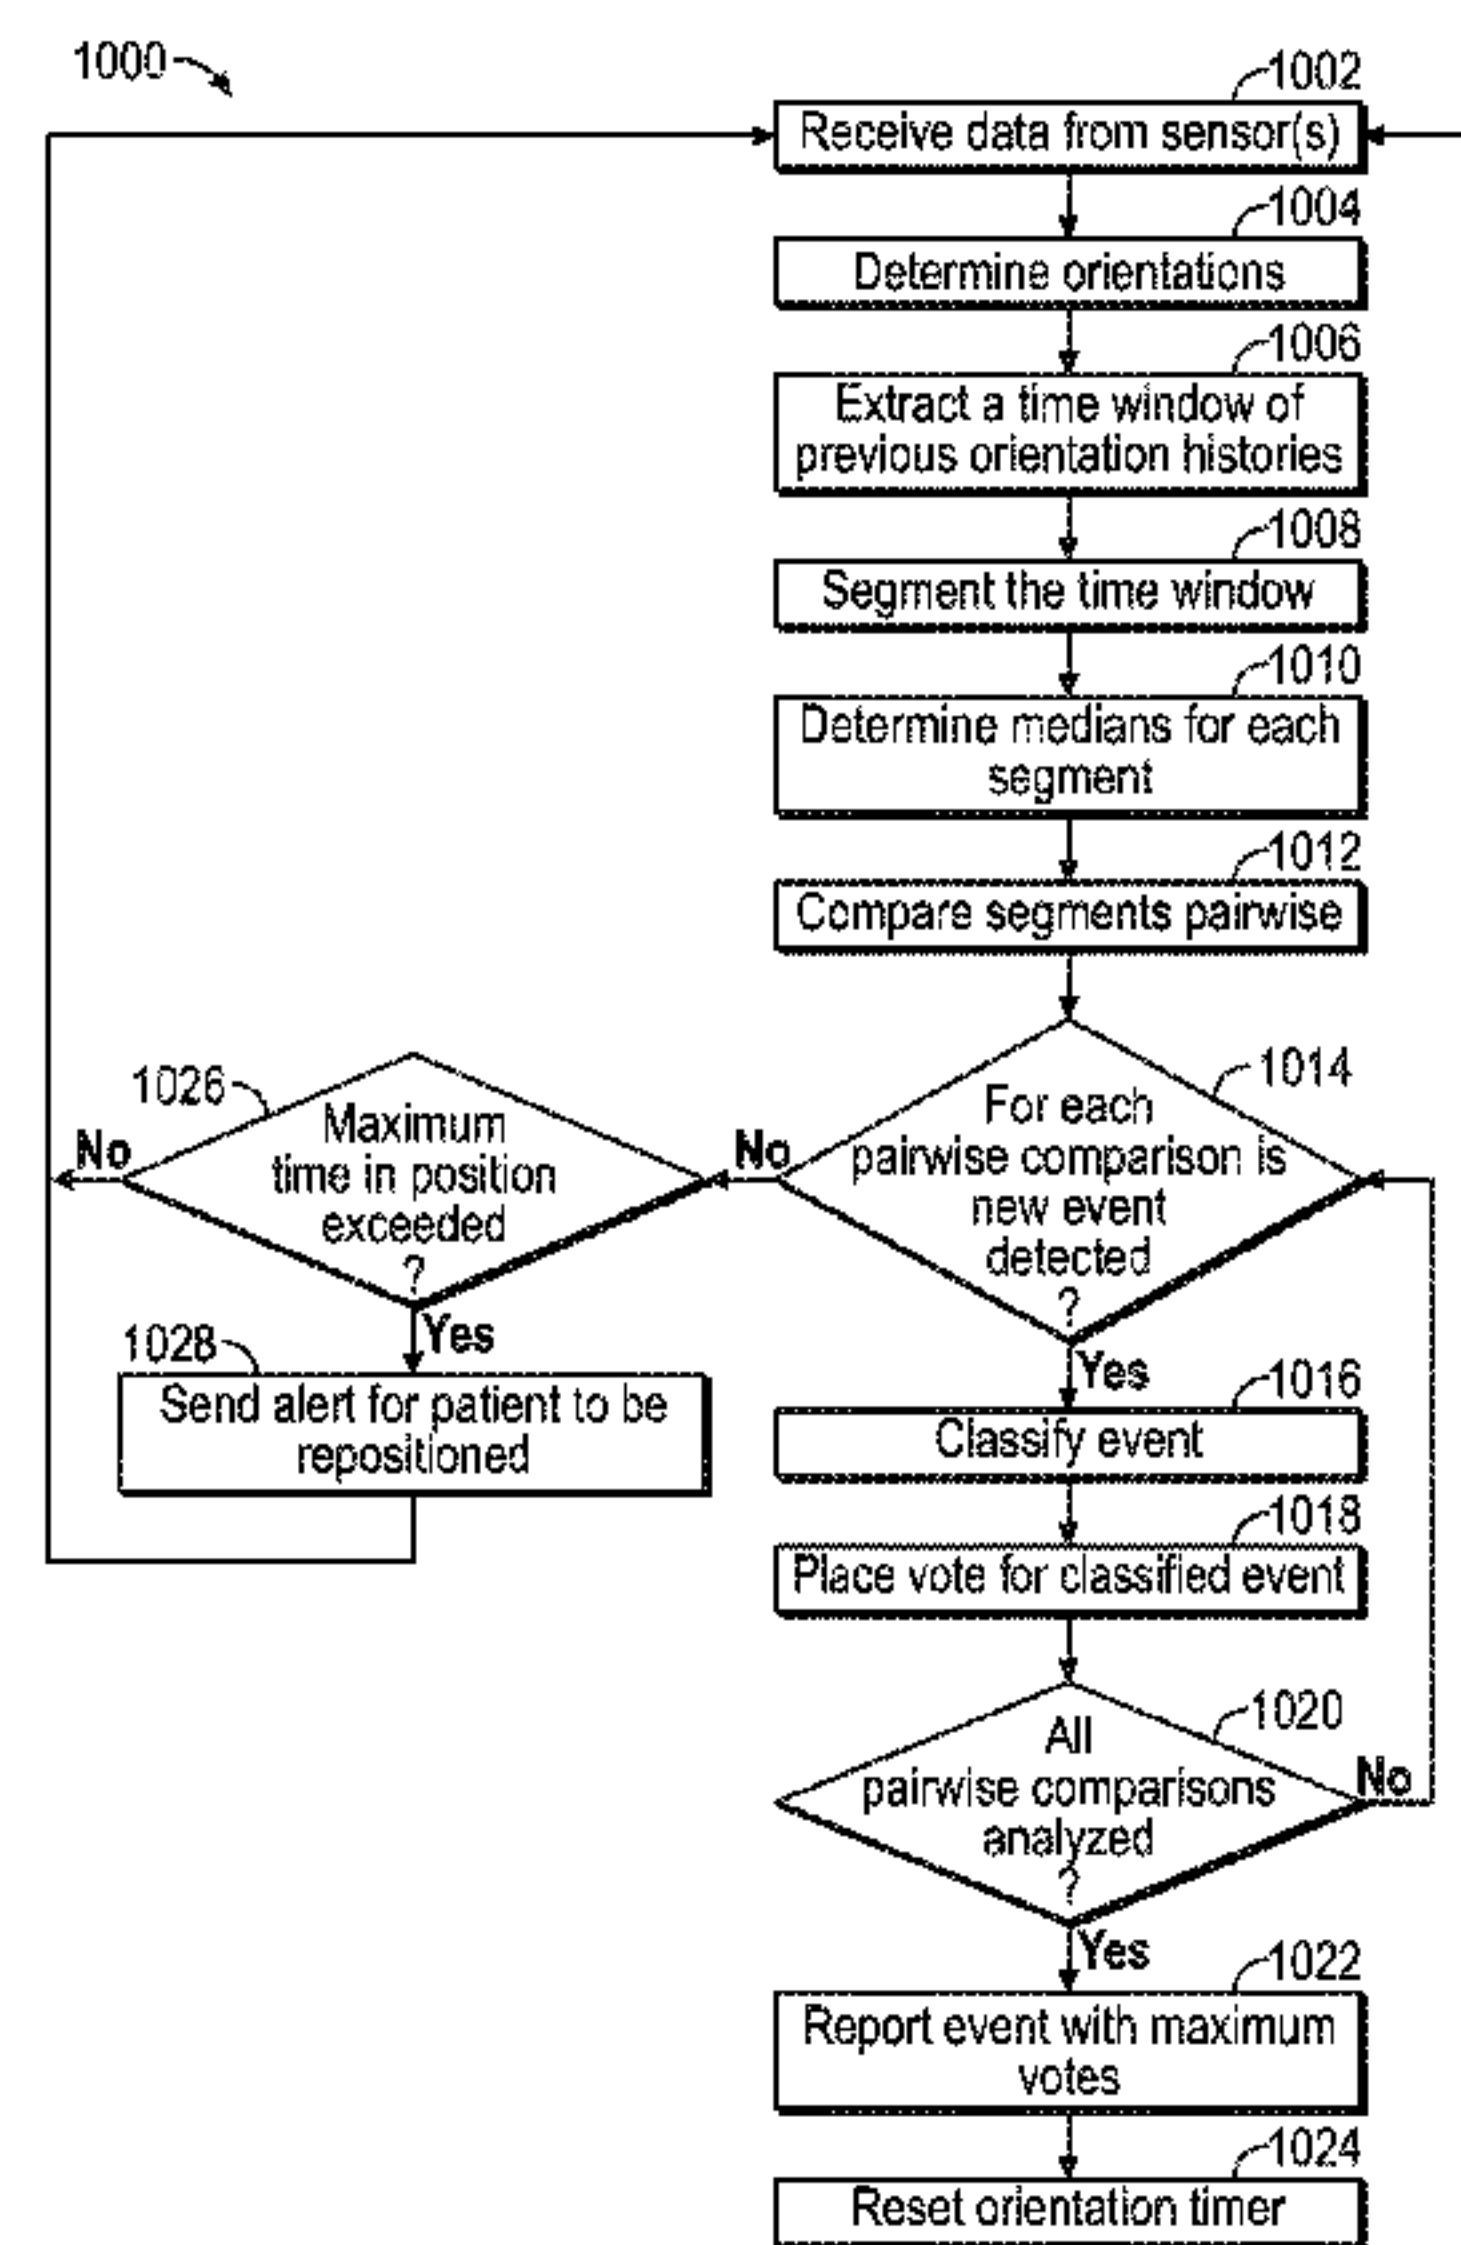 1000
1002
Receive data from sensor(s)
1004
Determine orientations
1006
Extract a time window of
previous orientation histories
1008
Segment the time window
1010
Determine medians for each
segment
1012
Compare segments pairwise
1014
For each
pairwise comparison is
new event
detected
?
No
Yes
1026
Maximum
time in position
exceeded
?
No
Yes
1028
Send alert for patient to be
repositioned
1016
Classify event
1018
Place vote for classified event
1020
All
pairwise comparisons
analyzed
?
No
Yes
1022
Report event with maximum
votes
1024
Reset orientation timer